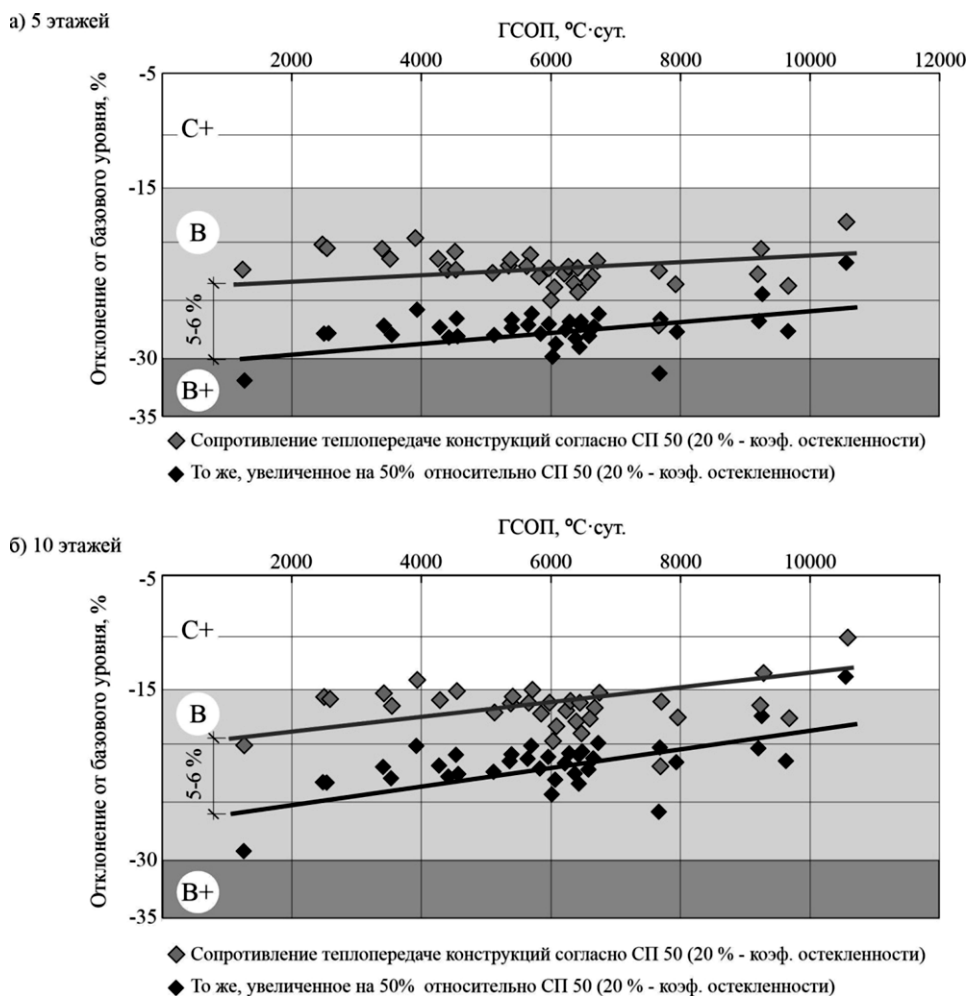 а) 5 этажей
ГСОП, ºС·сут.
2000 4000 6000 8000 10000 12000
Отклонение от базового уровня, %
-5
С+
-15
В
5-6 %
-30
В+
-35
Сопротивление теплопередаче конструкций согласно СП 50 (20 % - коэф. остекленности)
То же, увеличенное на 50% относительно СП 50 (20 % - коэф. остекленности)
б) 10 этажей
ГСОП, ºС·сут.
2000 4000 6000 8000 10000
Отклонение от базового уровня, %
-5
С+
-15
В
5-6 %
-30
В+
-35
Сопротивление теплопередаче конструкций согласно СП 50 (20 % - коэф. остекленности)
То же, увеличенное на 50% относительно СП 50 (20 % - коэф. остекленности)